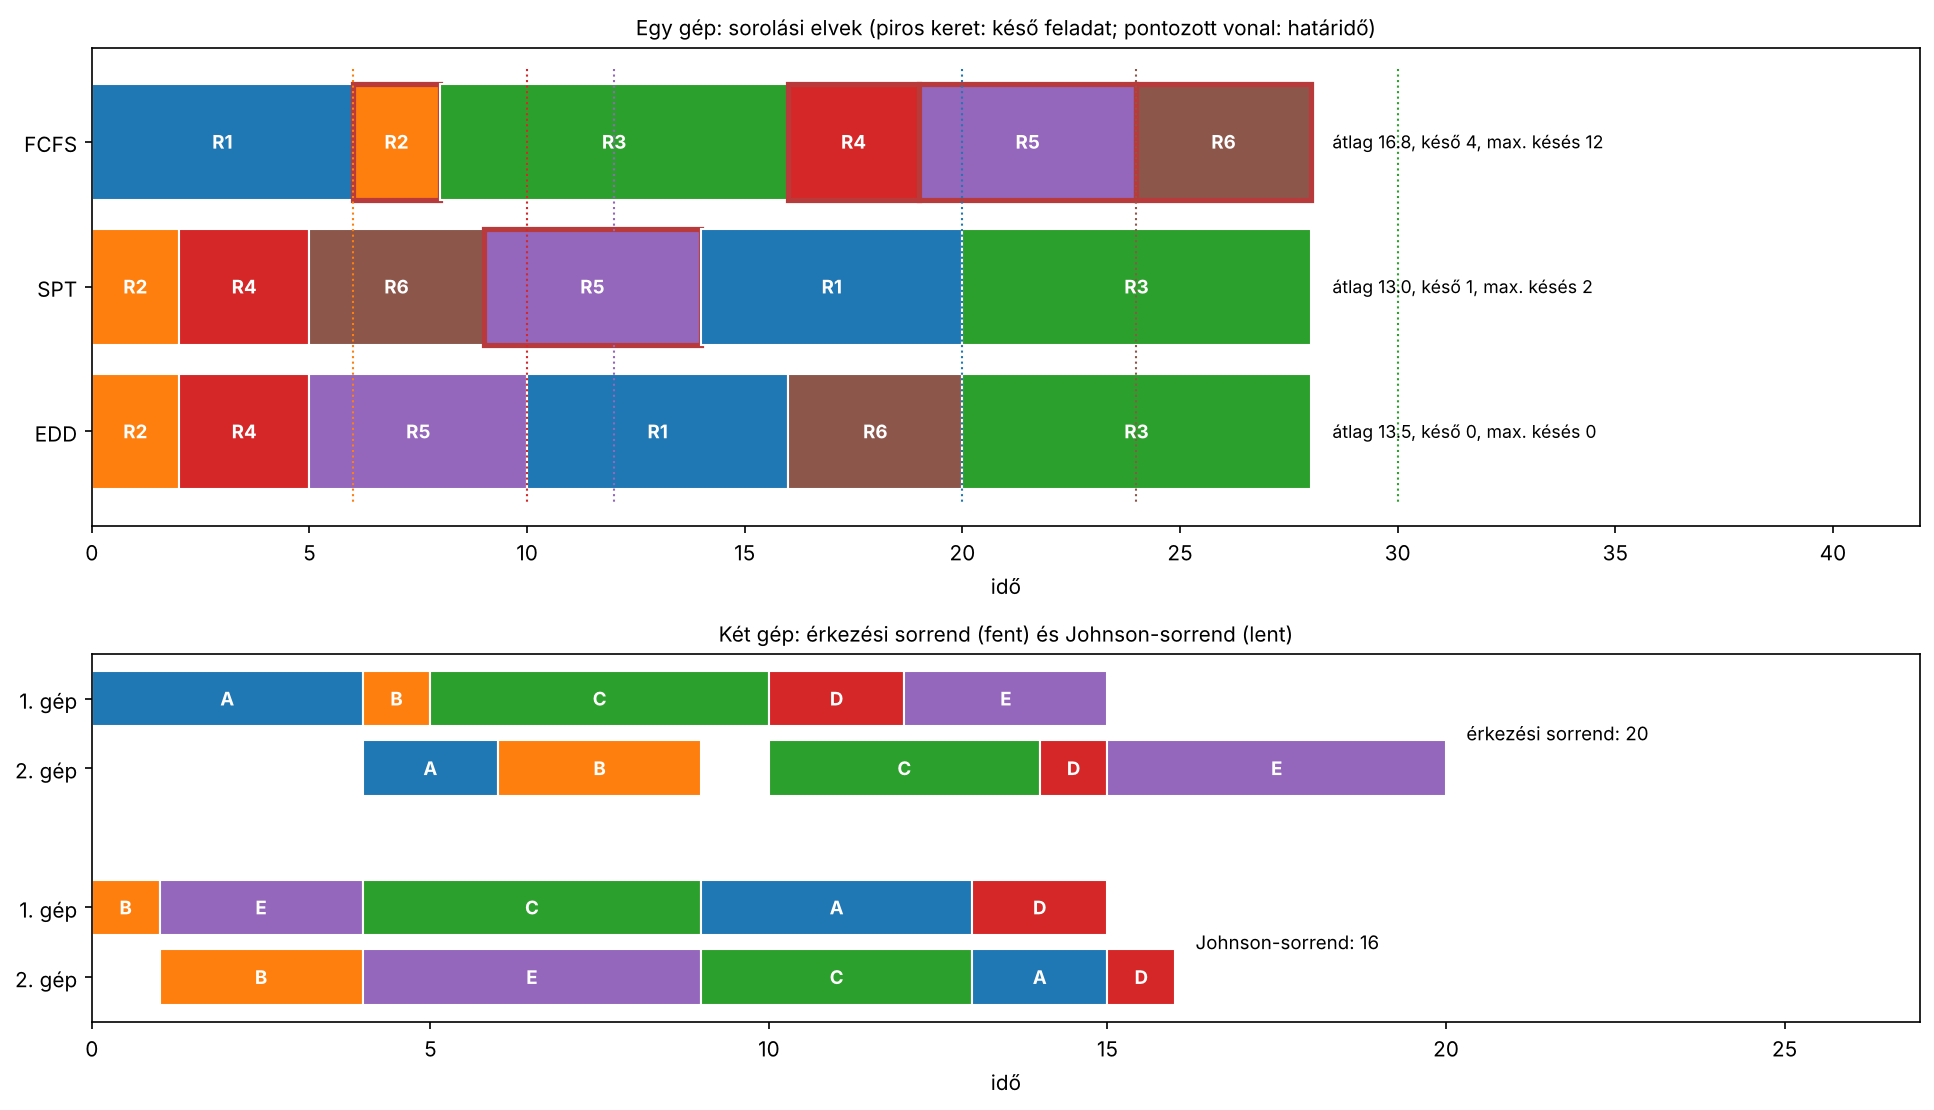 Egy gép: sorolási elvek (piros keret: késő feladat; pontozott vonal: határidő)
FCFS R1 R2 R3 R4 R5 R6 átlag 16.8, késő 4, max. késés 12
SPT R2 R4 R6 R5 R1 R3 átlag 13.0, késő 1, max. késés 2
EDD R2 R4 R5 R1 R6 R3 átlag 13.5, késő 0, max. késés 0
0 5 10 15 20 25 30 35 40
idő
Két gép: érkezési sorrend (fent) és Johnson-sorrend (lent)
1. gép A B C D E
érkezési sorrend: 20
2. gép A B C D E
1. gép B E C A D
Johnson-sorrend: 16
2. gép B E C A D
0 5 10 15 20 25
idő